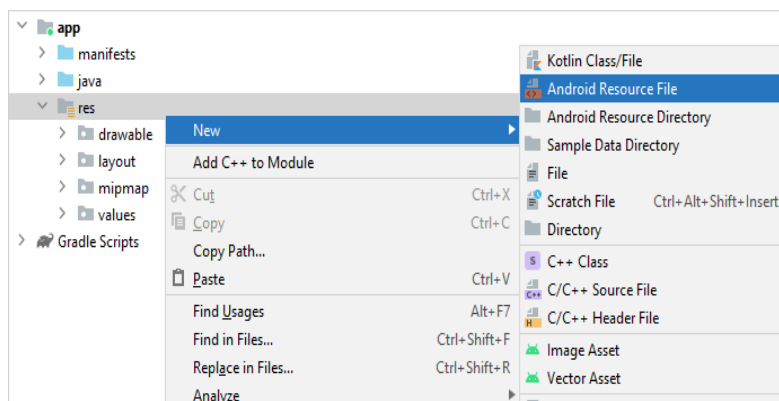 app
manifests
java
res
drawable
layout
mipmap
values
Gradle Scripts
New
Add C++ to Module
Cut Ctrl+X
Copy Ctrl+C
Copy Path...
Paste Ctrl+V
Find Usages Alt+F7
Find in Files... Ctrl+Shift+F
Replace in Files... Ctrl+Shift+R
Analyze
Kotlin Class/File
Android Resource File
Android Resource Directory
Sample Data Directory
File
Scratch File Ctrl+Alt+Shift+Insert
Directory
S C++ Class
C++ C/C++ Source File
H C/C++ Header File
Image Asset
Vector Asset